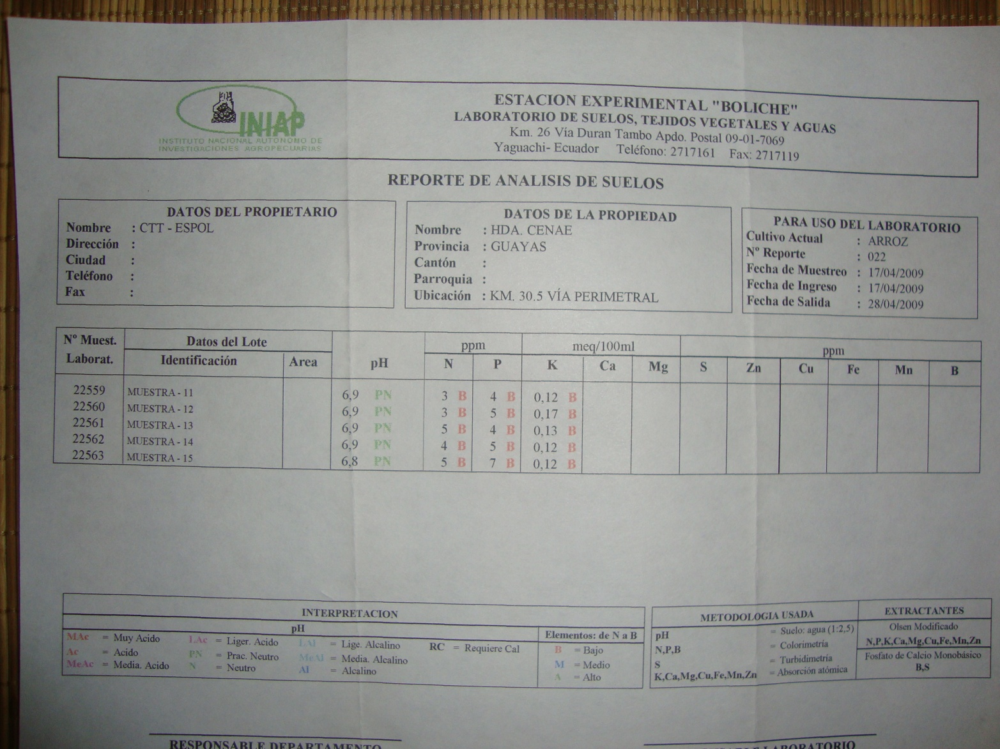 INIAP
INSTITUTO NACIONAL AUTONOMO DE
INVESTIGACIONES AGROPECUARIAS
ESTACION EXPERIMENTAL "BOLICHE"
LABORATORIO DE SUELOS, TEJIDOS VEGETALES Y AGUAS
Km. 26 Vía Duran Tambo Apdo. Postal 09-01-7069
Yaguachi- Ecuador Teléfono: 2717161 Fax: 2717119
REPORTE DE ANALISIS DE SUELOS
DATOS DEL PROPIETARIO
Nombre : CTT - ESPOL
Dirección :
Ciudad :
Teléfono :
Fax :
DATOS DE LA PROPIEDAD
Nombre : HDA. CENAE
Provincia : GUAYAS
Cantón :
Parroquia :
Ubicación : KM. 30.5 VÍA PERIMETRAL
PARA USO DEL LABORATORIO
Cultivo Actual : ARROZ
Nº Reporte : 022
Fecha de Muestreo : 17/04/2009
Fecha de Ingreso : 17/04/2009
Fecha de Salida : 28/04/2009
Nº Muest. Datos del Lote ppm meq/100ml ppm
Laborat. Identificación Area pH N P K Ca Mg S Zn Cu Fe Mn B
22559 MUESTRA - 11 6,9 PN 3 B 4 B 0,12 B
22560 MUESTRA - 12 6,9 PN 3 B 5 B 0,17 B
22561 MUESTRA - 13 6,9 PN 5 B 4 B 0,13 B
22562 MUESTRA - 14 6,9 PN 4 B 5 B 0,12 B
22563 MUESTRA - 15 6,8 PN 5 B 7 B 0,12 B
INTERPRETACION
pH Elementos: de N a B
MAc = Muy Acido LAc = Liger. Acido LAl = Lige. Alcalino RC = Requiere Cal B = Bajo
Ac = Acido PN = Prac. Neutro MeAl = Media. Alcalino M = Medio
MeAc = Media. Acido N = Neutro Al = Alcalino A = Alto
METODOLOGIA USADA
pH = Suelo: agua (1:2,5)
N,P,B = Colorimetría
S = Turbidimetría
K,Ca,Mg,Cu,Fe,Mn,Zn = Absorción atómica
EXTRACTANTES
Olsen Modificado
N,P,K,Ca,Mg,Cu,Fe,Mn,Zn
Fosfato de Calcio Monobásico
B,S
RESPONSABLE DEPARTAMENTO
LABORATORIO